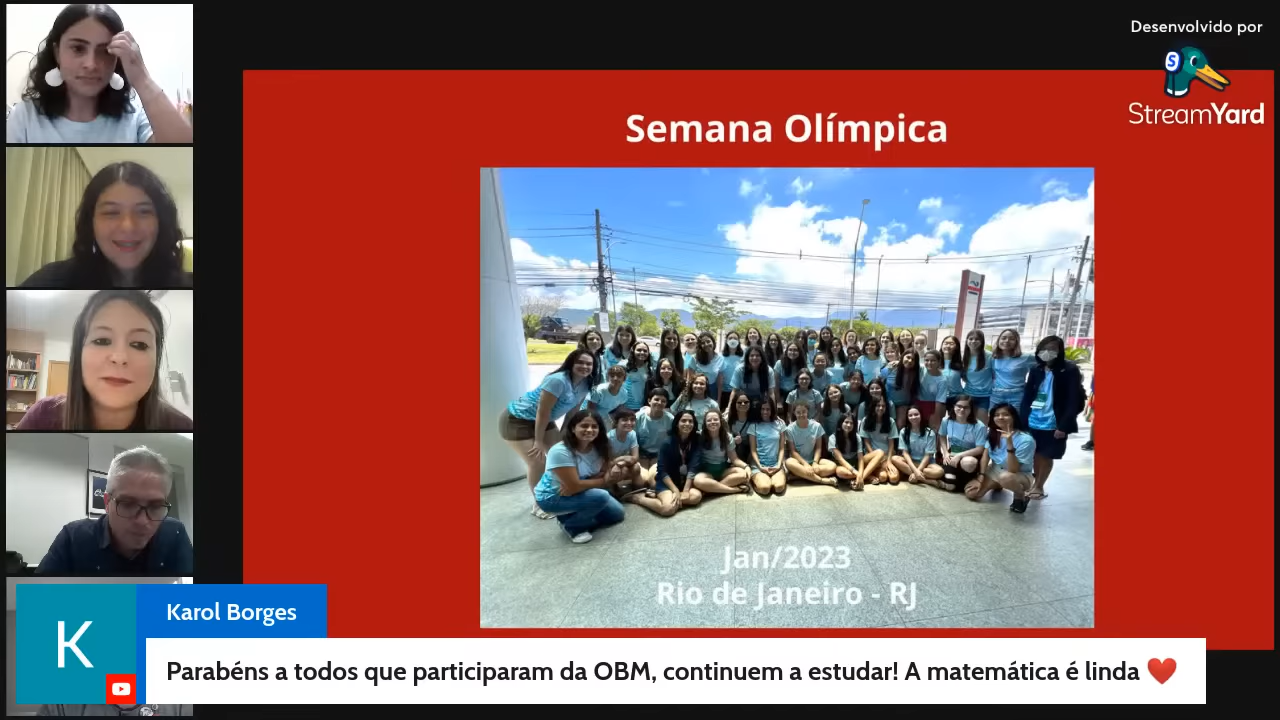 Desenvolvido por
StreamYard
Semana Olímpica
Jan/2023
Rio de Janeiro - RJ
K
Karol Borges
Parabéns a todos que participaram da OBM, continuem a estudar! A matemática é linda ❤️